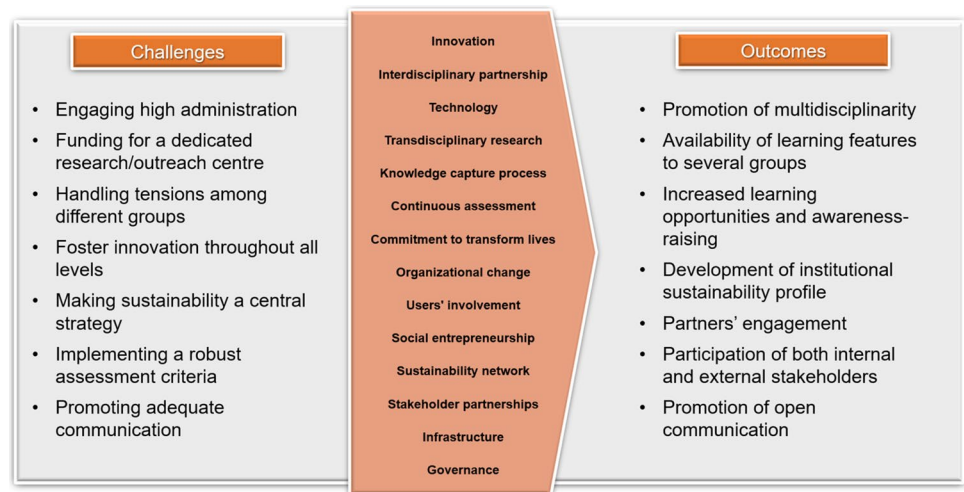 Challenges
• Engaging high administration
• Funding for a dedicated
research/outreach centre
• Handling tensions among
different groups
• Foster innovation throughout all
levels
• Making sustainability a central
strategy
• Implementing a robust
assessment criteria
• Promoting adequate
communication
Innovation
Interdisciplinary partnership
Technology
Transdisciplinary research
Knowledge capture process
Continuous assessment
Commitment to transform lives
Organizational change
Users' involvement
Social entrepreneurship
Sustainability network
Stakeholder partnerships
Infrastructure
Governance
Outcomes
• Promotion of multidisciplinarity
• Availability of learning features
to several groups
• Increased learning
opportunities and awareness-
raising
• Development of institutional
sustainability profile
• Partners’ engagement
• Participation of both internal
and external stakeholders
• Promotion of open
communication